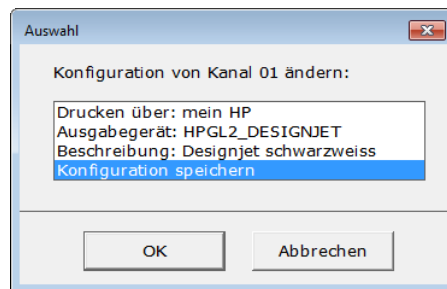 Auswahl
Konfiguration von Kanal 01 ändern:
Drucken über: mein HP
Ausgabegerät: HPGL2_DESIGNJET
Beschreibung: Designjet schwarzweiss
Konfiguration speichern
OK
Abbrechen